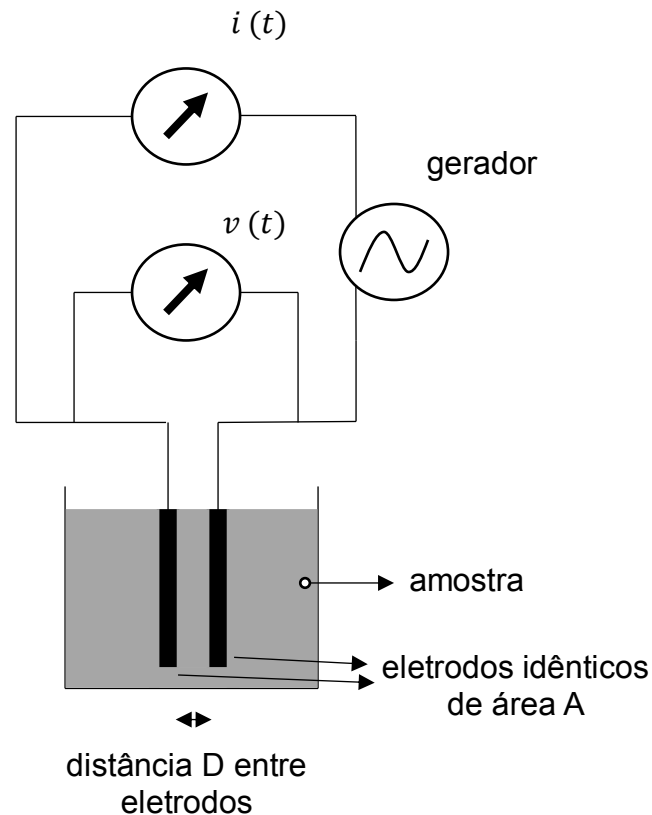 i (t)
gerador
v (t)
amostra
eletrodos idênticos
de área A
distância D entre
eletrodos